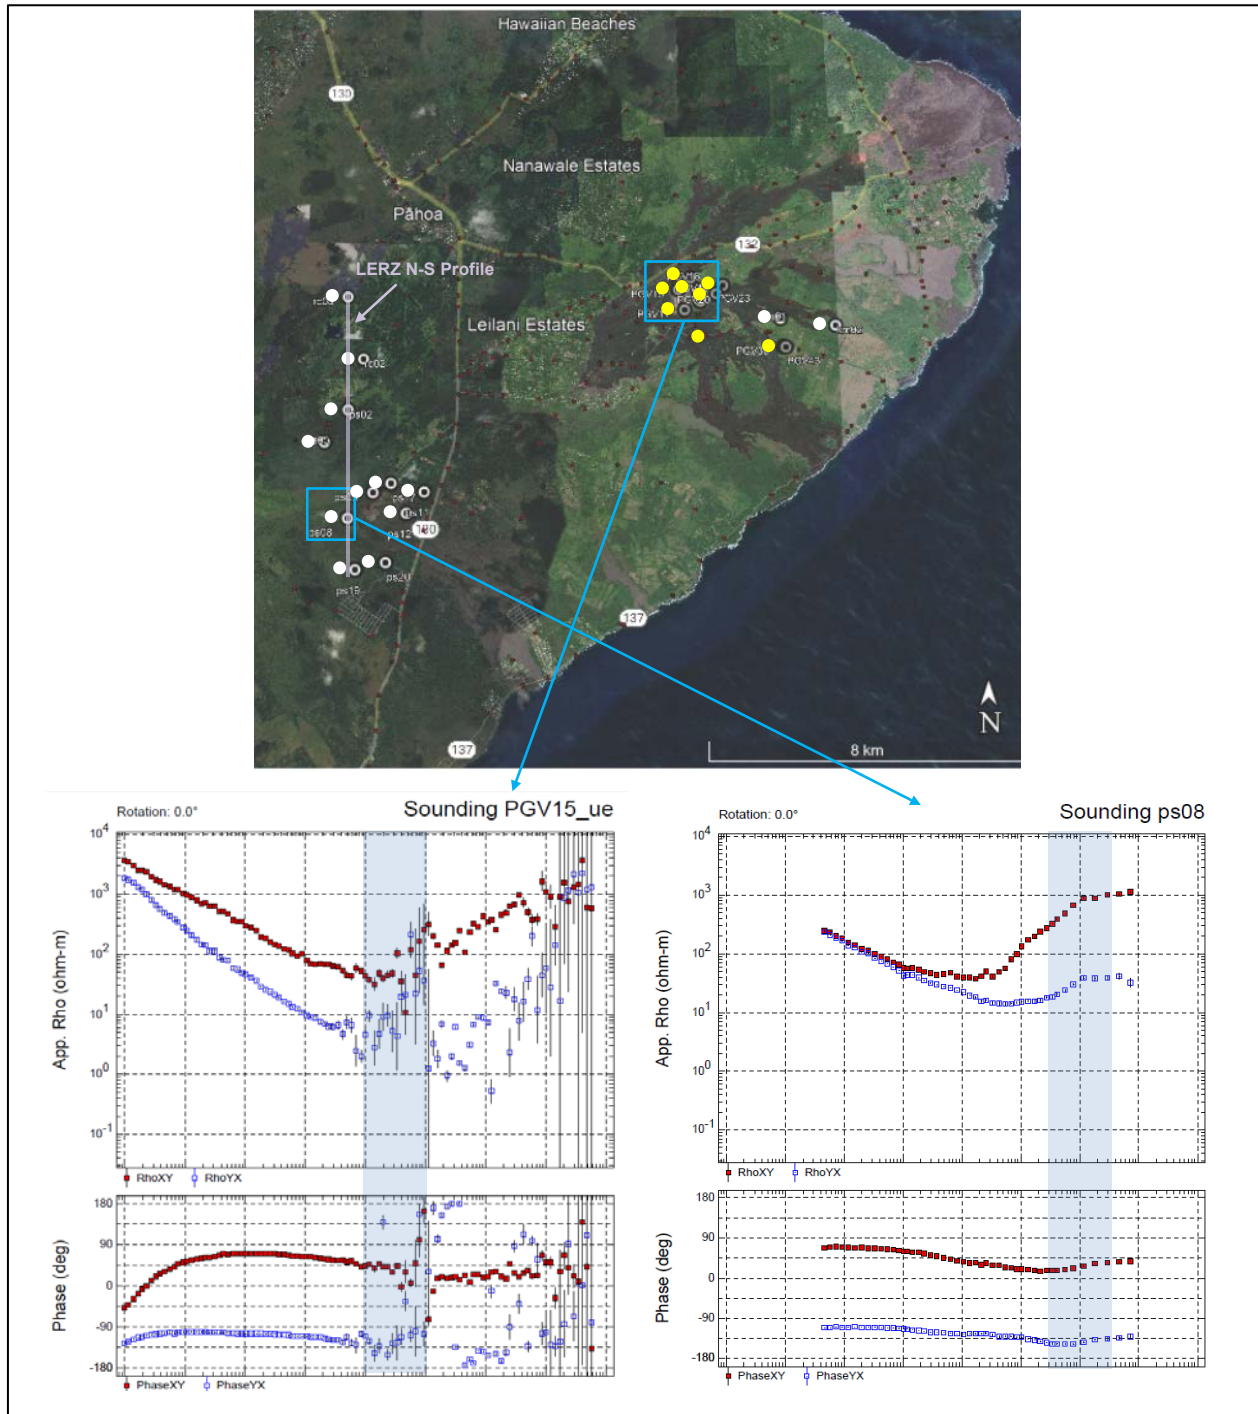 Hawaiian Beaches
130
Nanawale Estates
Pāhoa
132
LERZ N-S Profile
PGV23
Leilani Estates
rc02
ps02
ps11
ps12
130
ps08
ps20
ps19
137
N
137
8 km
Rotation: 0.0°
Sounding PGV15_ue
App. Rho (ohm-m)
10^4
10^3
10^2
10^1
10^0
10^-1
RhoXY
RhoYX
Phase (deg)
180
90
0
-90
-180
PhaseXY
PhaseYX
Rotation: 0.0°
Sounding ps08
App. Rho (ohm-m)
10^4
10^3
10^2
10^1
10^0
10^-1
RhoXY
RhoYX
Phase (deg)
180
90
0
-90
-180
PhaseXY
PhaseYX